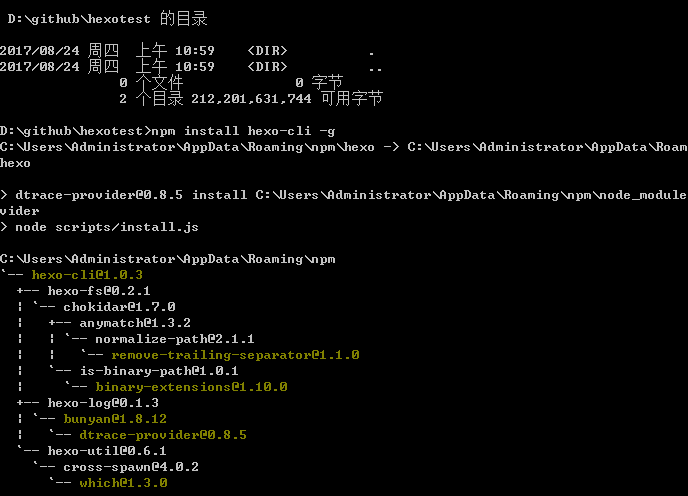 D:\github\hexotest 的目录
2017/08/24 周四 上午 10:59 <DIR> .
2017/08/24 周四 上午 10:59 <DIR> ..
0 个文件 0 字节
2 个目录 212,201,631,744 可用字节
D:\github\hexotest>npm install hexo-cli -g
C:\Users\Administrator\AppData\Roaming\npm\hexo -> C:\Users\Administrator\AppData\Roam
hexo
> dtrace-provider@0.8.5 install C:\Users\Administrator\AppData\Roaming\npm\node_module
vider
> node scripts/install.js
C:\Users\Administrator\AppData\Roaming\npm
`-- hexo-cli@1.0.3
  +-- hexo-fs@0.2.1
  | `-- chokidar@1.7.0
  |   +-- anymatch@1.3.2
  |   | `-- normalize-path@2.1.1
  |   |   `-- remove-trailing-separator@1.1.0
  |   `-- is-binary-path@1.0.1
  |     `-- binary-extensions@1.10.0
  +-- hexo-log@0.1.3
  | `-- bunyan@1.8.12
  |   `-- dtrace-provider@0.8.5
  `-- hexo-util@0.6.1
    `-- cross-spawn@4.0.2
      `-- which@1.3.0